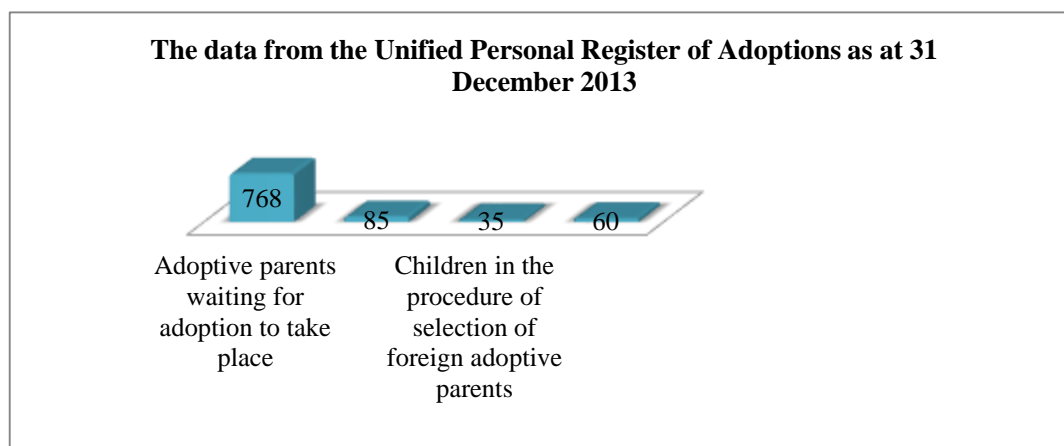 The data from the Unified Personal Register of Adoptions as at 31
December 2013
768
85
35
60
Adoptive parents
waiting for
adoption to take
place
Children in the
procedure of
selection of
foreign adoptive
parents